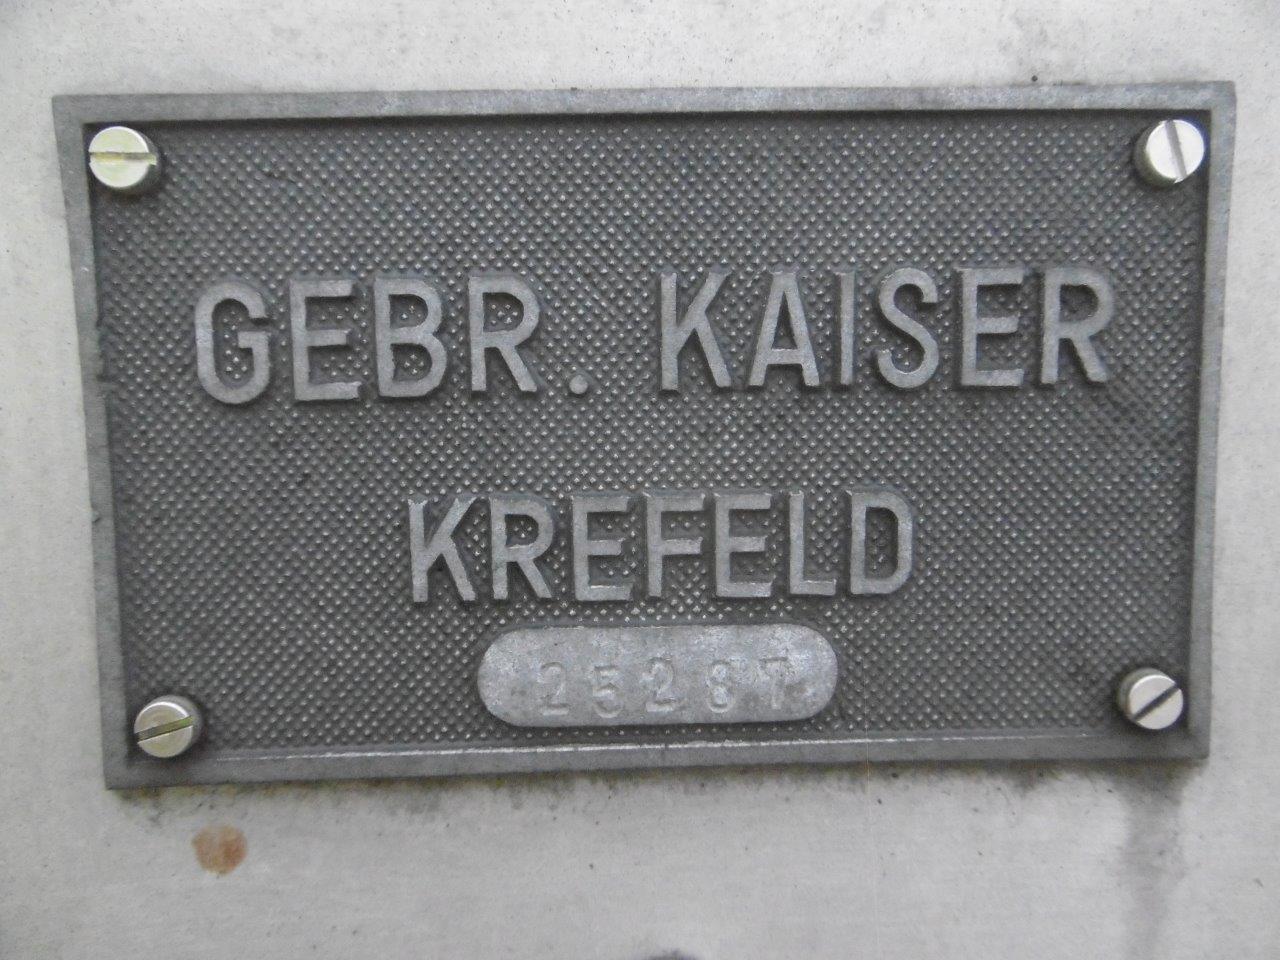 GEBR. KAISER
KREFELD
25287